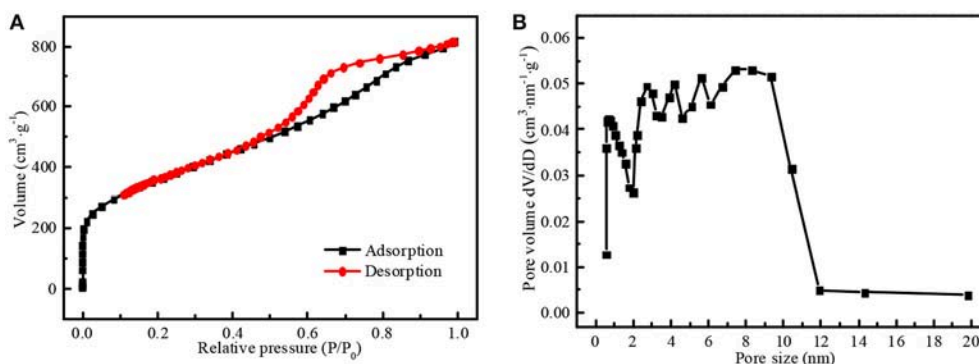 A
800
600
400
200
0
Volume (cm³·g⁻¹)
Adsorption
Desorption
0.0 0.2 0.4 0.6 0.8 1.0
Relative pressure (P/P₀)
B
0.06
0.05
0.04
0.03
0.02
0.01
0.00
Pore volume dV/dD (cm³·nm⁻¹·g⁻¹)
0 2 4 6 8 10 12 14 16 18 20
Pore size (nm)